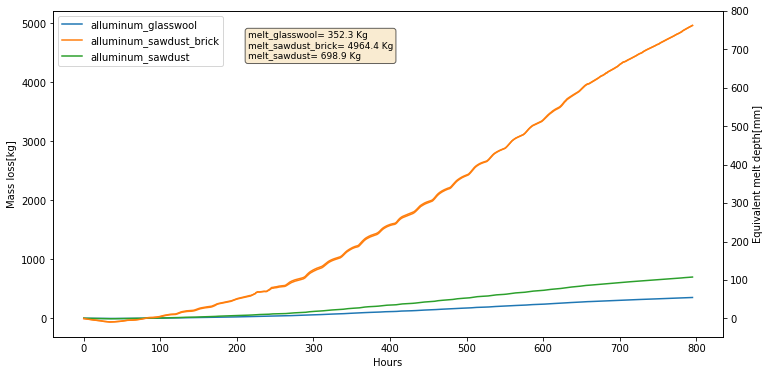 alluminum_glasswool
alluminum_sawdust_brick
alluminum_sawdust
melt_glasswool= 352.3 Kg
melt_sawdust_brick= 4964.4 Kg
melt_sawdust= 698.9 Kg
Mass loss[kg]
5000
4000
3000
2000
1000
0
0
100
200
300
400
500
600
700
800
Hours
800
700
600
500
400
300
200
100
0
Equivalent melt depth[mm]